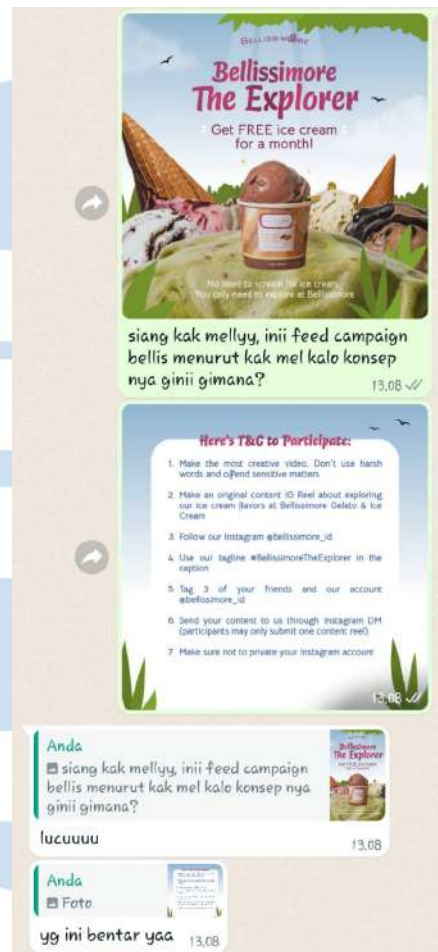 BELLISSIMORE
Bellissimore
The Explorer
Get FREE ice cream
for a month!
No need to scream for ice cream,
You only need to explore at Bellissimore
siang kak mellyy, inii feed campaign
bellis menurut kak mel kalo konsep
nya ginii gimana?
13.08
Here's T&C to Participate:
1. Make the most creative video. Don't use harsh
words and offend sensitive matters
2. Make an original content IG Reel about exploring
our ice cream flavors at Bellissimore Gelato & Ice
Cream
3. Follow our Instagram @bellissimore_id
4. Use our tagline #BellissimoreTheExplorer in the
caption
5. Tag 3 of your friends and our account
@bellissimore_id
6. Send your content to us through Instagram DM
(participants may only submit one content reel)
7. Make sure not to private your Instagram account
13.08
Anda
siang kak mellyy, inii feed campaign
bellis menurut kak mel kalo konsep nya
ginii gimana?
Bellissimore
The Explorer
lucuuuu
13.08
Anda
Foto
yg ini bentar yaa
13.08